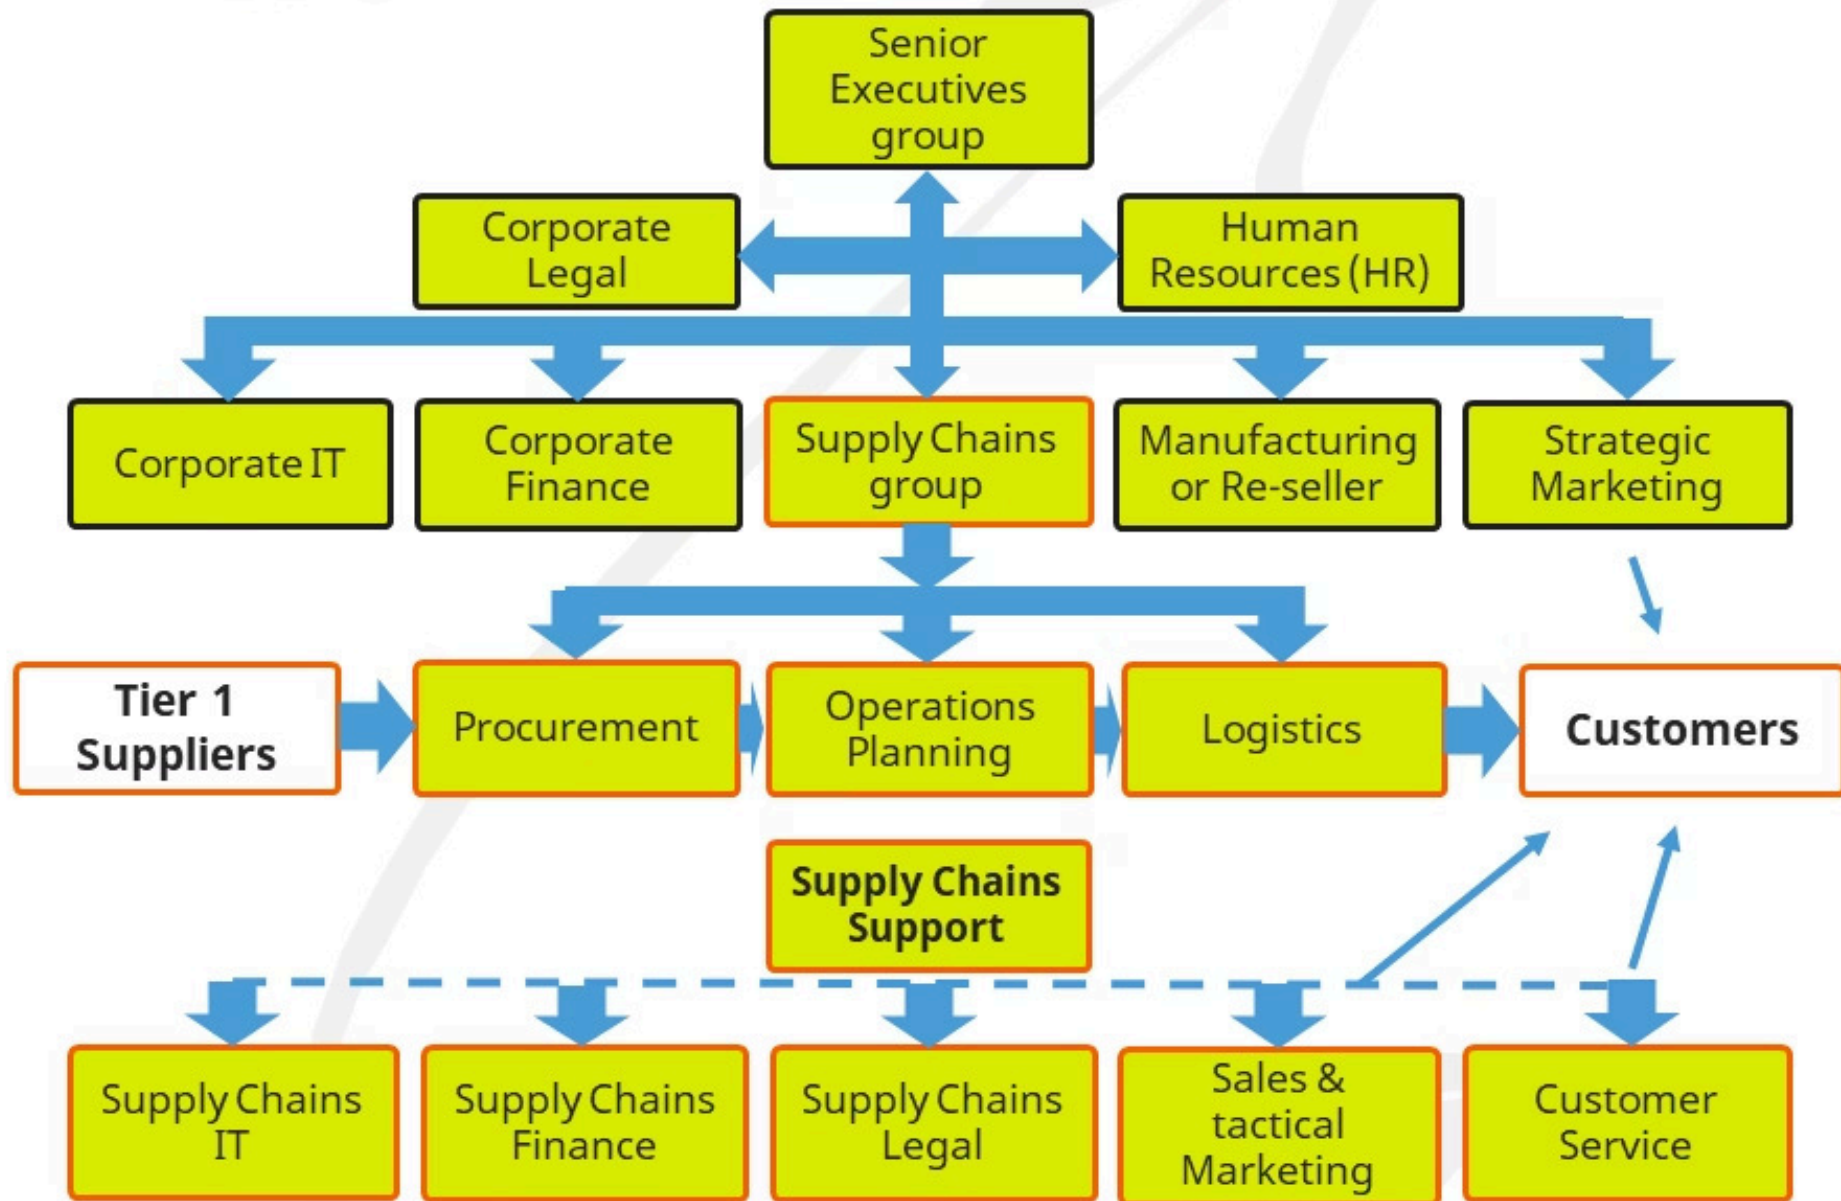 Senior
Executives
group
Corporate
Legal
Human
Resources (HR)
Corporate IT
Corporate
Finance
Supply Chains
group
Manufacturing
or Re-seller
Strategic
Marketing
Tier 1
Suppliers
Procurement
Operations
Planning
Logistics
Customers
Supply Chains
Support
Supply Chains
IT
Supply Chains
Finance
Supply Chains
Legal
Sales &
tactical
Marketing
Customer
Service